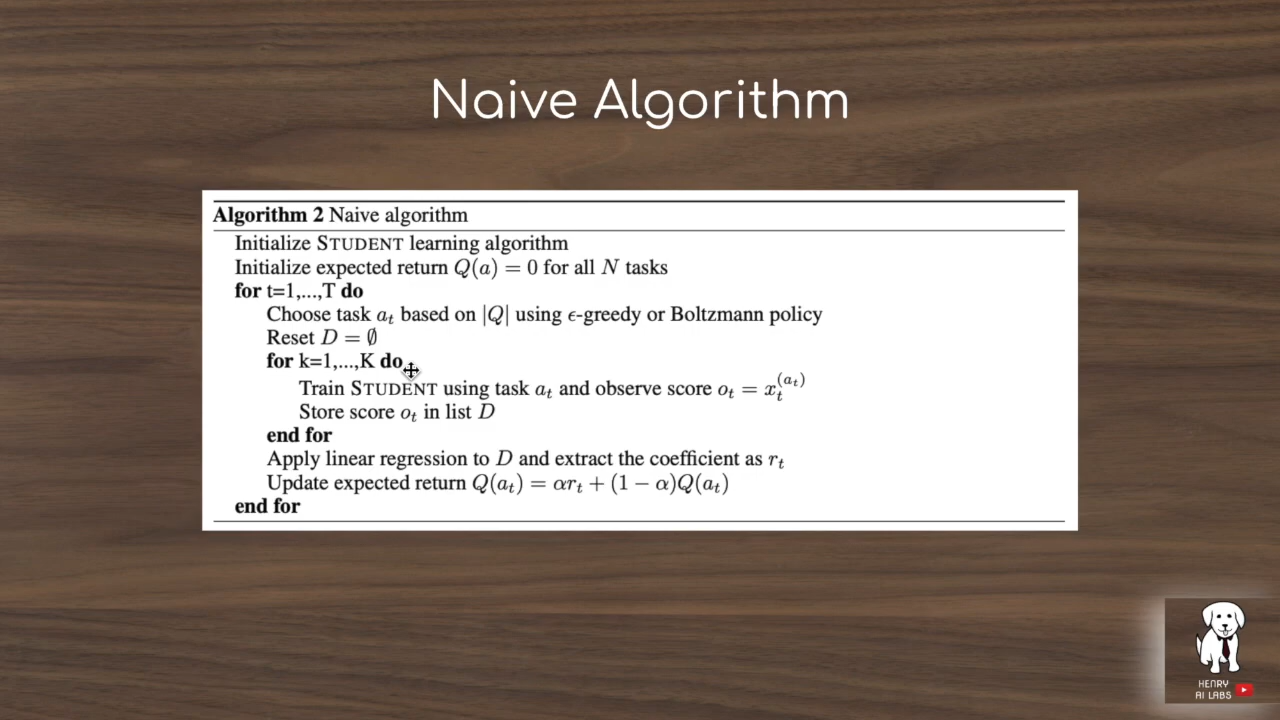 Naive Algorithm
Algorithm 2 Naive algorithm
Initialize STUDENT learning algorithm
Initialize expected return Q(a) = 0 for all N tasks
for t=1,...,T do
Choose task a_t based on |Q| using ϵ-greedy or Boltzmann policy
Reset D = ∅
for k=1,...,K do
Train STUDENT using task a_t and observe score o_t = x_t^{(a_t)}
Store score o_t in list D
end for
Apply linear regression to D and extract the coefficient as r_t
Update expected return Q(a_t) = αr_t + (1 − α)Q(a_t)
end for
HENRY
AI LABS